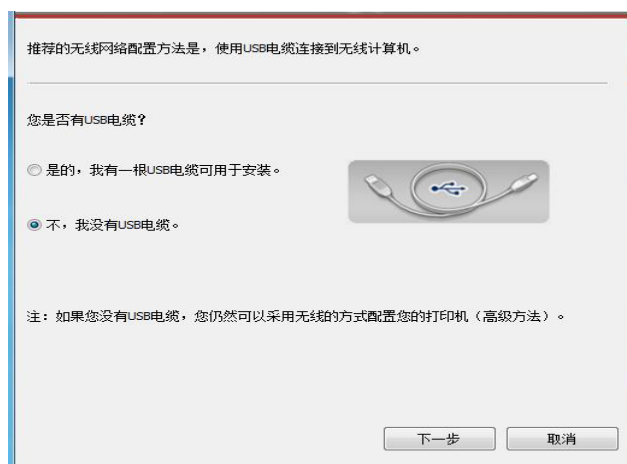 推荐的无线网络配置方法是，使用USB电缆连接到无线计算机。
您是否有USB电缆?
是的，我有一根USB电缆可用于安装。
不，我没有USB电缆。
注：如果您没有USB电缆，您仍然可以采用无线的方式配置您的打印机（高级方法）。
下一步
取消